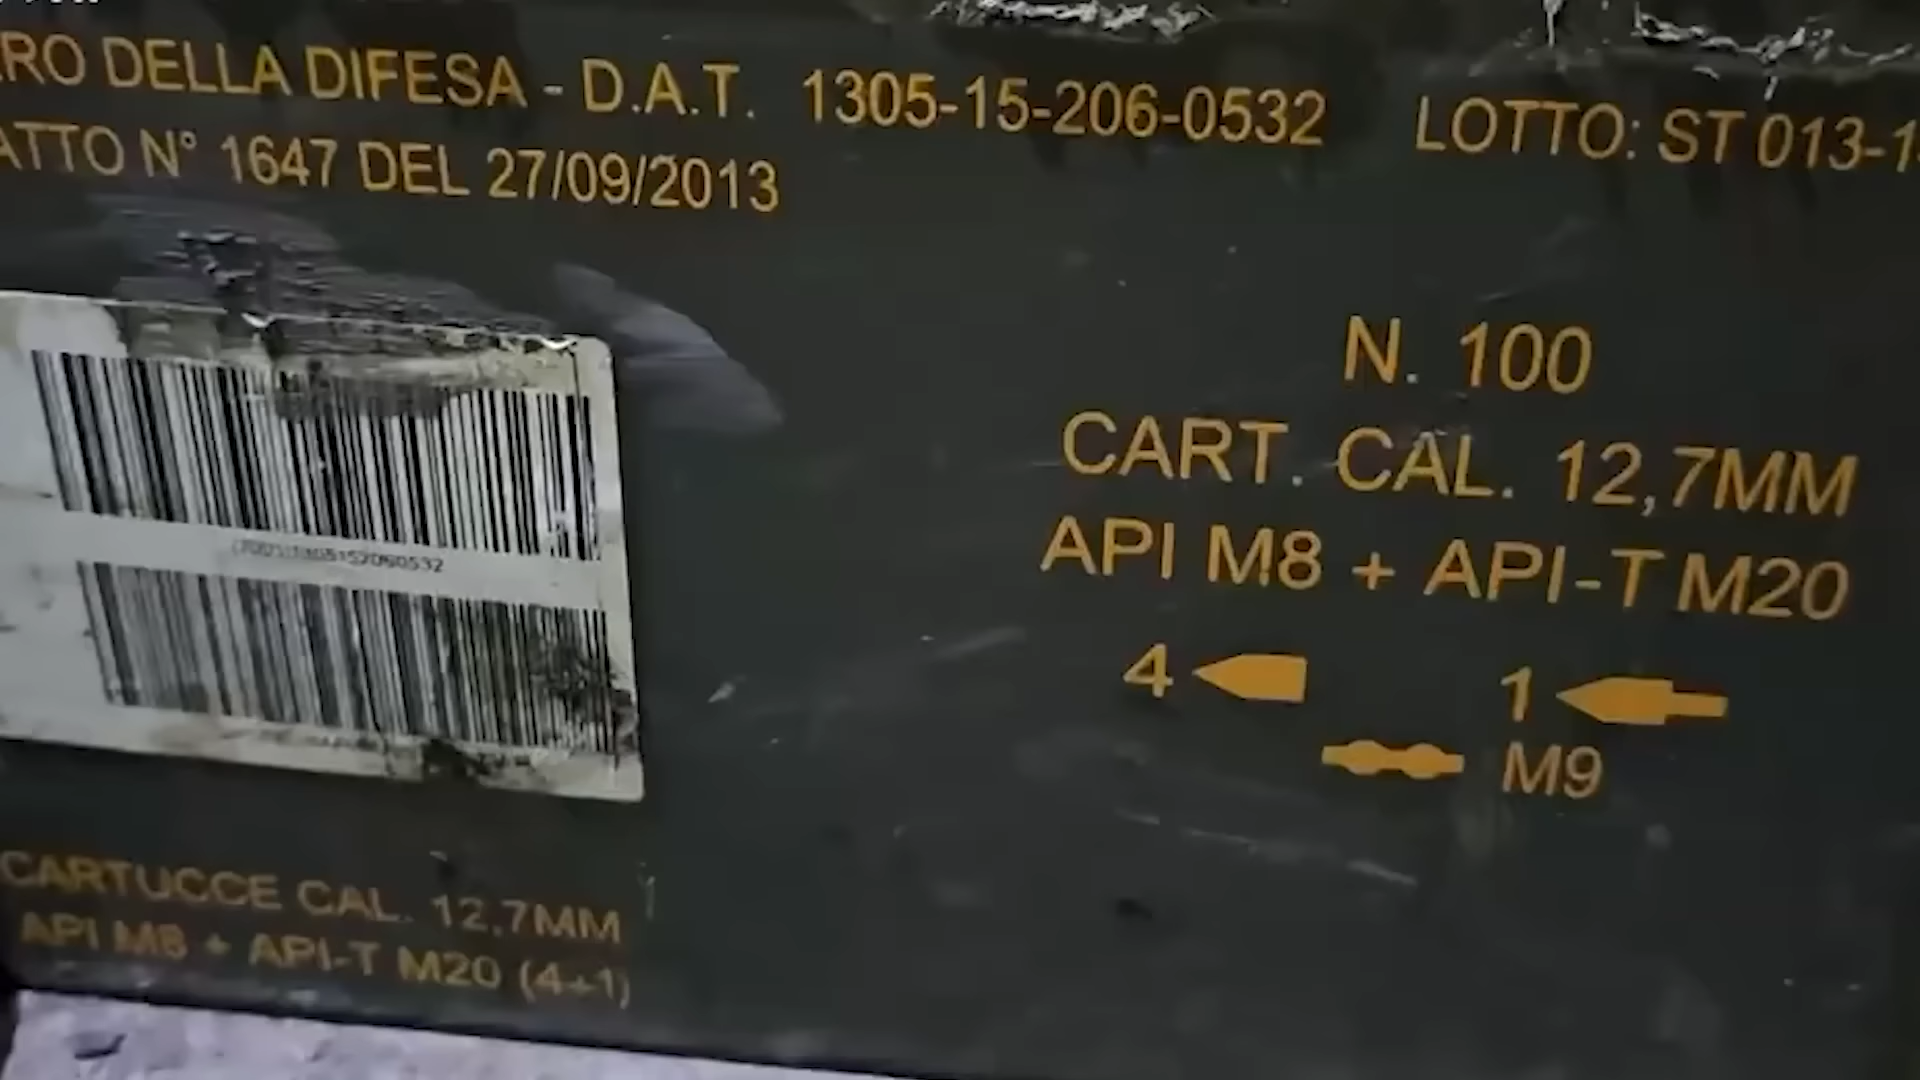 RO DELLA DIFESA - D.A.T. 1305-15-206-0532 LOTTO: ST 013-1
ATTO N° 1647 DEL 27/09/2013
N. 100
CART. CAL. 12,7MM
API M8 + API-T M20
4 1
M9
CARTUCCE CAL. 12,7MM
API M8 + API-T M20 (4+1)